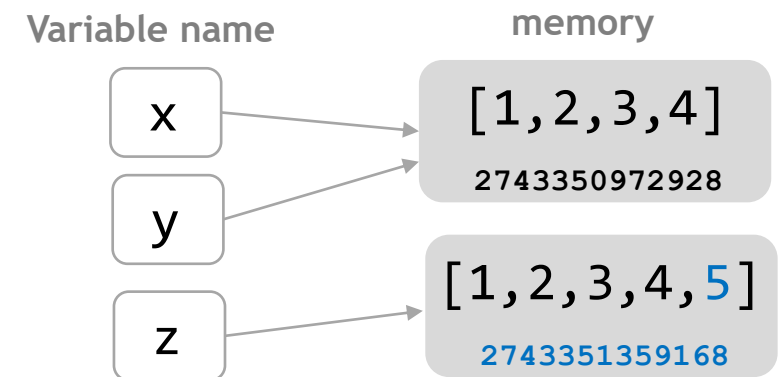 Variable name
memory
x
[1,2,3,4]
2743350972928
y
[1,2,3,4,5]
z
2743351359168